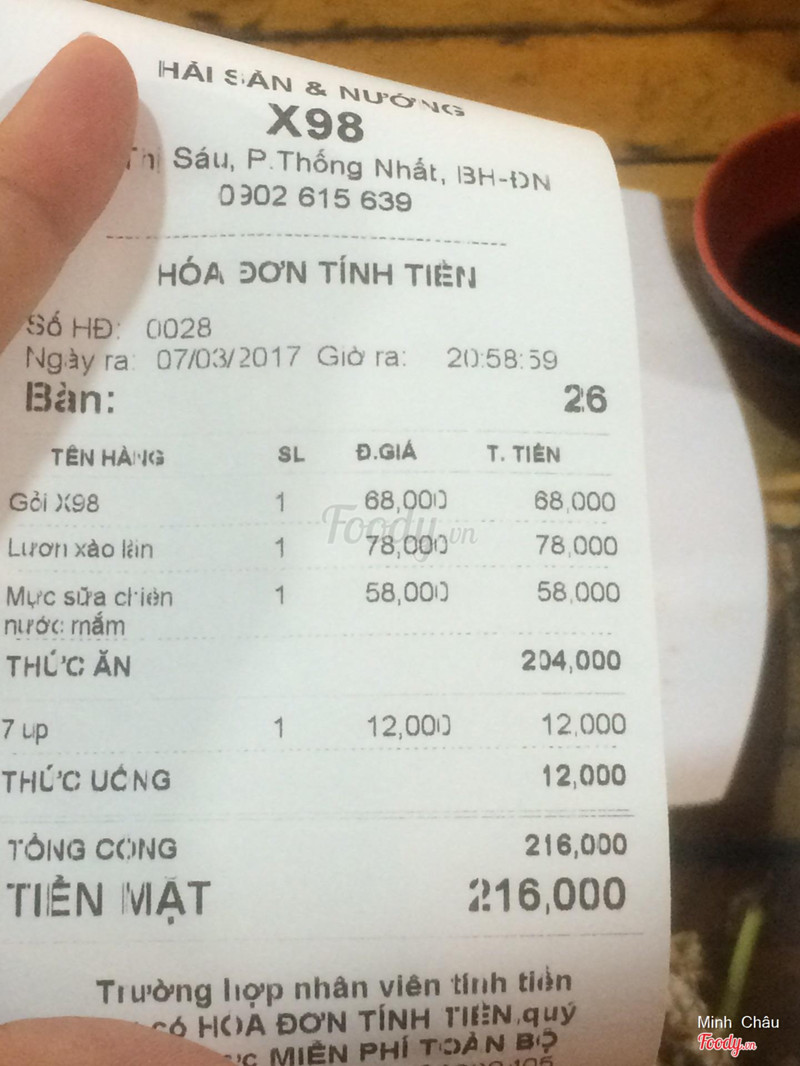 HẢI SẢN & NƯỚNG
X98
Thị Sáu, P.Thống Nhất, BH-ĐN
0902 615 639
HÓA ĐƠN TÍNH TIỀN
Số HĐ: 0028
Ngày ra: 07/03/2017 Giờ ra: 20:58:59
Bàn: 26
TÊN HÀNG SL Đ.GIÁ T. TIỀN
Gỏi X98 1 68,000 68,000
Lươn xào lăn 1 78,000 78,000
Mực sữa chiên 1 58,000 58,000
nước mắm
THỨC ĂN 204,000
7 up 1 12,000 12,000
THỨC UỐNG 12,000
TỔNG CỘNG 216,000
TIỀN MẶT 216,000
Trường hợp nhân viên tính tiền
có HÓA ĐƠN TÍNH TIỀN,quý
MIỄN PHÍ TOÀN BỘ
Foody.vn
Minh Châu
Foody.vn